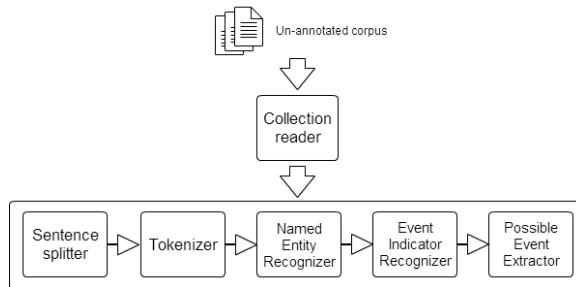 Un-annotated corpus
Collection
reader
Sentence
splitter
Tokenizer
Named
Entity
Recognizer
Event
Indicator
Recognizer
Possible
Event
Extractor